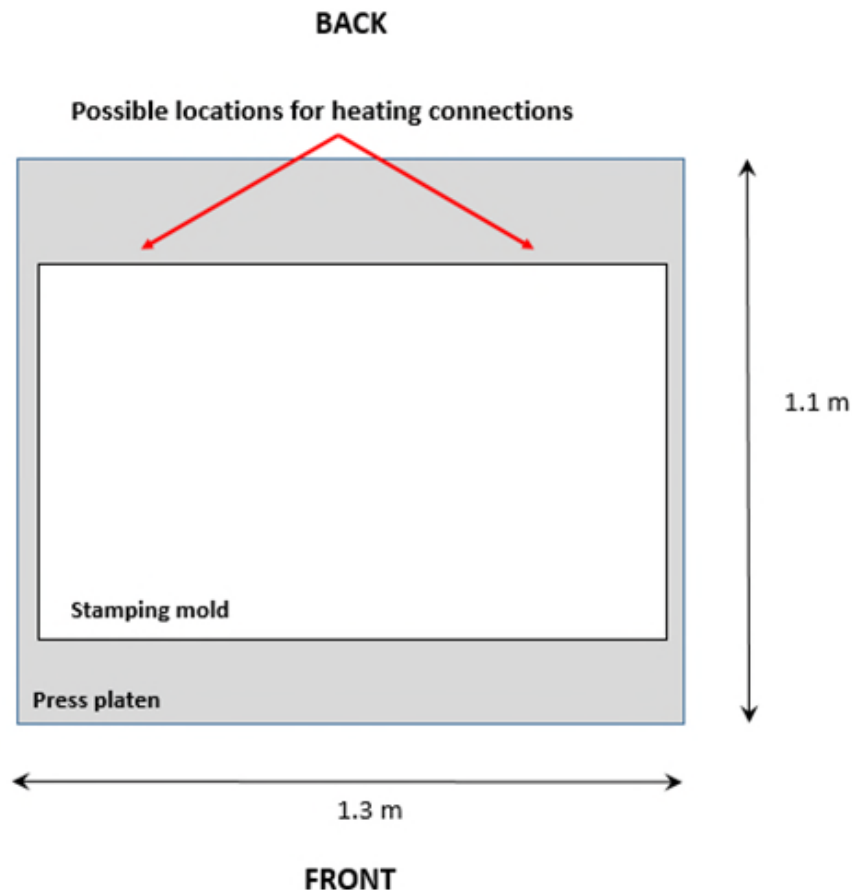 BACK
Possible locations for heating connections
1.1 m
Stamping mold
Press platen
1.3 m
FRONT